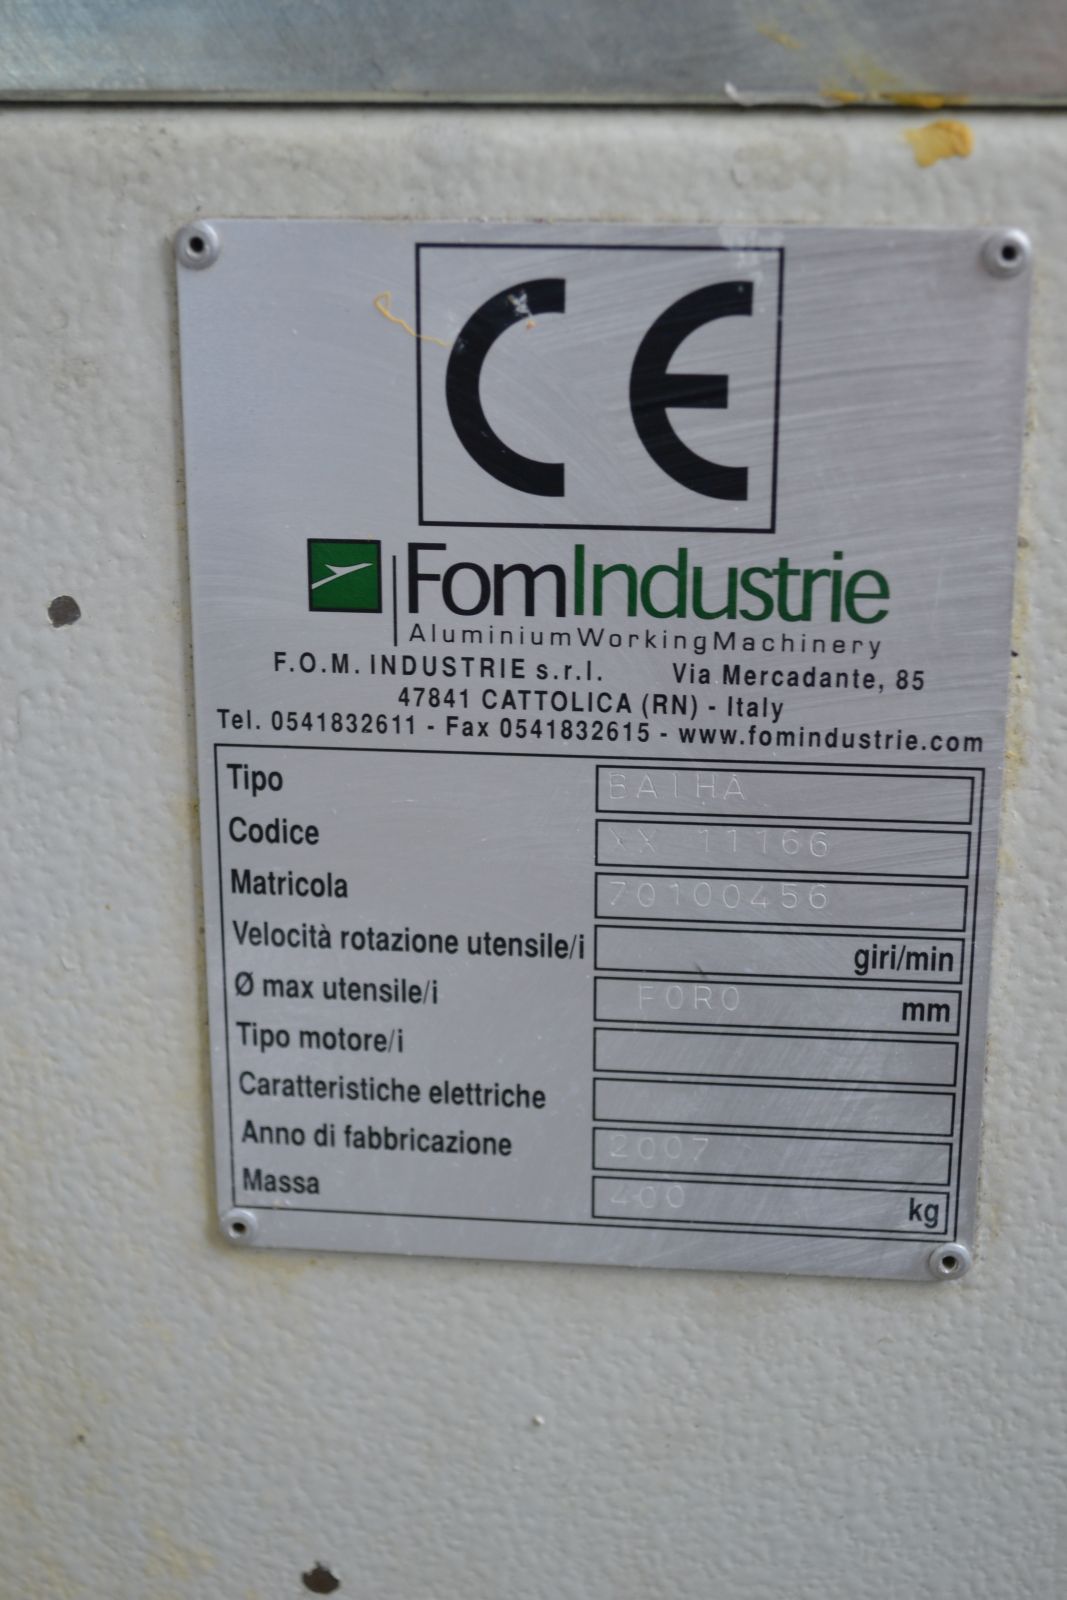 CE
FomIndustrie
AluminiumWorkingMachinery
F.O.M. INDUSTRIE s.r.l. Via Mercadante, 85
47841 CATTOLICA (RN) - Italy
Tel. 0541832611 - Fax 0541832615 - www.fomindustrie.com
Tipo BAIHA
Codice XX 11166
Matricola 70100456
Velocità rotazione utensile/i giri/min
Ø max utensile/i FORO mm
Tipo motore/i
Caratteristiche elettriche
Anno di fabbricazione 2007
Massa 400 kg